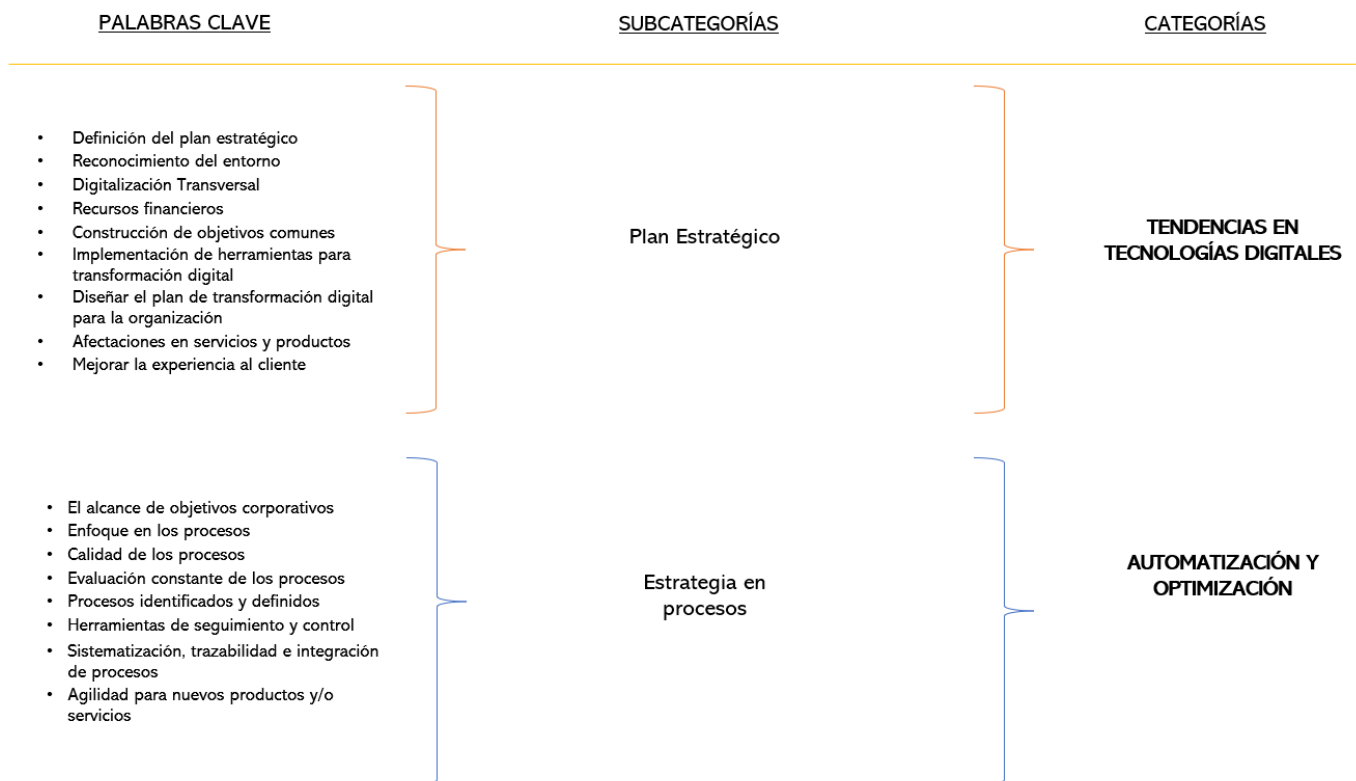 PALABRAS CLAVE
SUBCATEGORÍAS
CATEGORÍAS
• Definición del plan estratégico
• Reconocimiento del entorno
• Digitalización Transversal
• Recursos financieros
• Construcción de objetivos comunes
• Implementación de herramientas para
transformación digital
• Diseñar el plan de transformación digital
para la organización
• Afectaciones en servicios y productos
• Mejorar la experiencia al cliente
Plan Estratégico
TENDENCIAS EN
TECNOLOGÍAS DIGITALES
• El alcance de objetivos corporativos
• Enfoque en los procesos
• Calidad de los procesos
• Evaluación constante de los procesos
• Procesos identificados y definidos
• Herramientas de seguimiento y control
• Sistematización, trazabilidad e integración
de procesos
• Agilidad para nuevos productos y/o
servicios
Estrategia en
procesos
AUTOMATIZACIÓN Y
OPTIMIZACIÓN